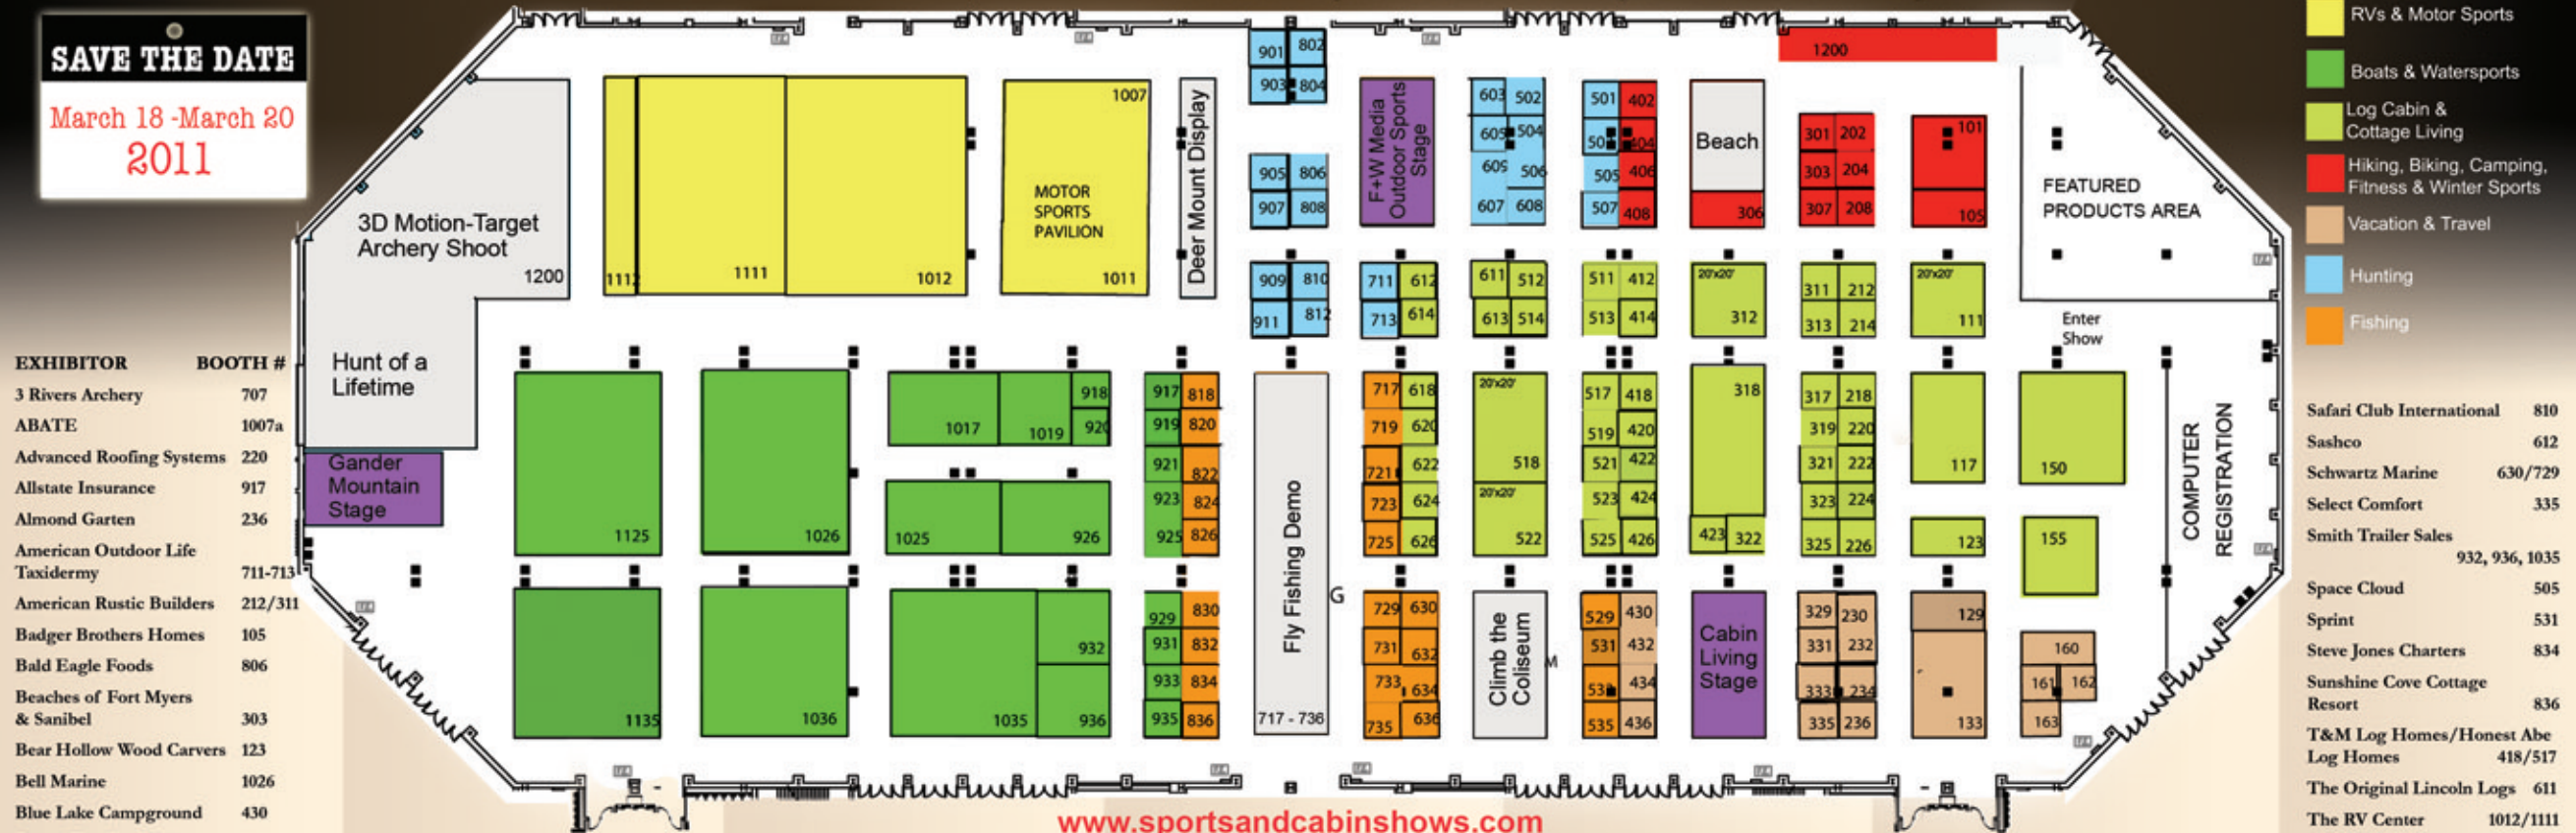 SAVE THE DATE
March 18 -March 20
2011
EXHIBITOR BOOTH #
3 Rivers Archery 707
ABATE 1007a
Advanced Roofing Systems 220
Allstate Insurance 917
Almond Garten 236
American Outdoor Life
Taxidermy 711-713
American Rustic Builders 212/311
Badger Brothers Homes 105
Bald Eagle Foods 806
Beaches of Fort Myers
& Sanibel 303
Bear Hollow Wood Carvers 123
Bell Marine 1026
Blue Lake Campground 430
3D Motion-Target
Archery Shoot
1200
Hunt of a
Lifetime
Gander
Mountain
Stage
1112 1111 1012
1007
MOTOR
SPORTS
PAVILION
1011
Deer Mount Display
901 802
903 804
905 806
907 808
909 810
911 812
F+W Media
Outdoor Sports
Stage
603 502
605 504
609 506
607 608
501 402
404
505 406
507 408
Beach
306
1200
301 202
303 204
307 208
101
105
FEATURED
PRODUCTS AREA
Enter
Show
711 612
713 614
611 512
613 514
511 412
513 414
20'x20'
312
311 212
313 214
20'x20'
111
1125
1026
1017 1019 918
920
1025 926
917 818
919 820
921 822
923 824
925 826
Fly Fishing Demo
717 - 736
717 618
719 620
721 622
723 624
725 626
20'x20'
518
20'x20'
522
517 418
519 420
521 422
523 424
525 426
318
423 322
317 218
319 220
321 222
323 224
325 226
117
123
150
155
COMPUTER
REGISTRATION
1135
1036
1035
932
936
929 830
931 832
933 834
935 836
G
729 630
731 632
733 634
735 636
Climb the
Coliseum
M
529 430
531 432
434
535 436
Cabin
Living
Stage
329 230
331 232
333 234
335 236
129
133
160
161 162
163
www.sportsandcabinshows.com
RVs & Motor Sports
Boats & Watersports
Log Cabin &
Cottage Living
Hiking, Biking, Camping,
Fitness & Winter Sports
Vacation & Travel
Hunting
Fishing
Safari Club International 810
Sashco 612
Schwartz Marine 630/729
Select Comfort 335
Smith Trailer Sales
932, 936, 1035
Space Cloud 505
Sprint 531
Steve Jones Charters 834
Sunshine Cove Cottage
Resort 836
T&M Log Homes/Honest Abe
Log Homes 418/517
The Original Lincoln Logs 611
The RV Center 1012/1111